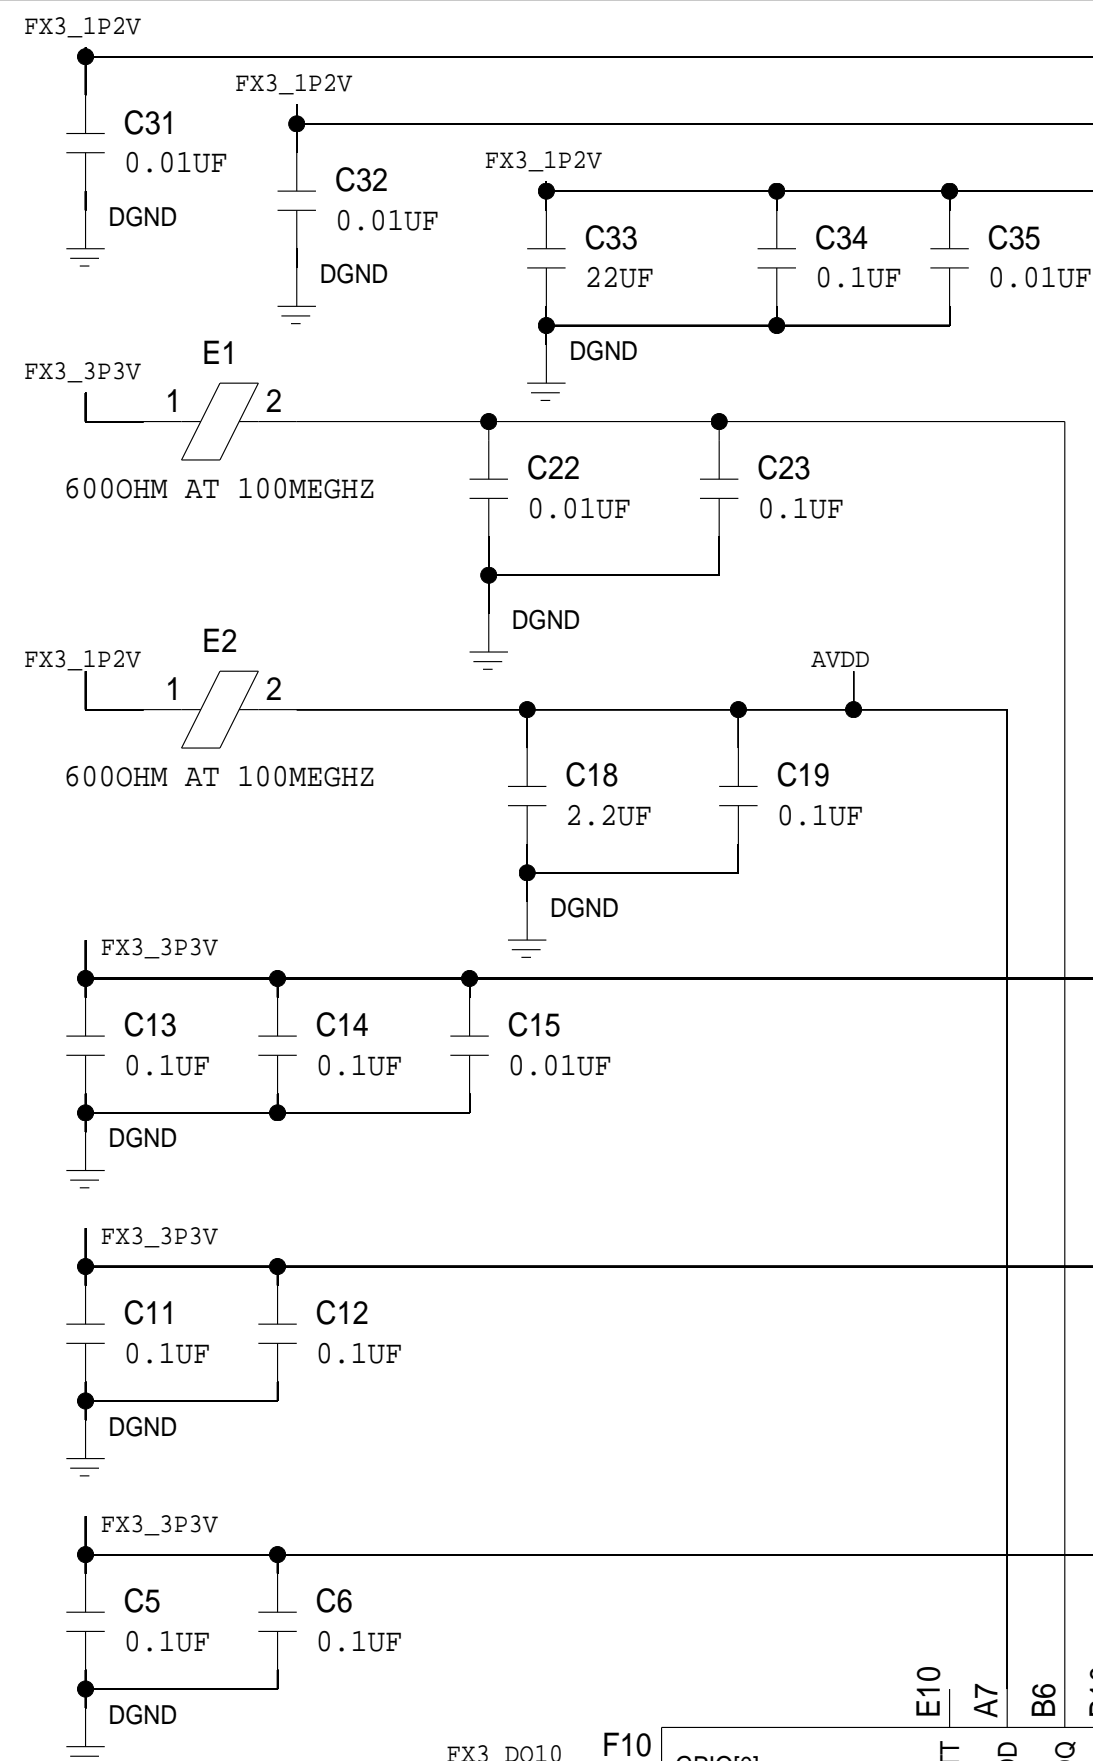 FX3_1P2V
C31
0.01UF
DGND
FX3_1P2V
C32
0.01UF
DGND
FX3_1P2V
C33
22UF
C34
0.1UF
C35
0.01UF
DGND
FX3_3P3V
E1
1
2
600OHM AT 100MEGHZ
C22
0.01UF
C23
0.1UF
DGND
FX3_1P2V
E2
1
2
600OHM AT 100MEGHZ
AVDD
C18
2.2UF
C19
0.1UF
DGND
FX3_3P3V
C13
0.1UF
C14
0.1UF
C15
0.01UF
DGND
FX3_3P3V
C11
0.1UF
C12
0.1UF
DGND
FX3_3P3V
C5
0.1UF
C6
0.1UF
DGND
E10
A7
B6
FX3_DQ10
F10